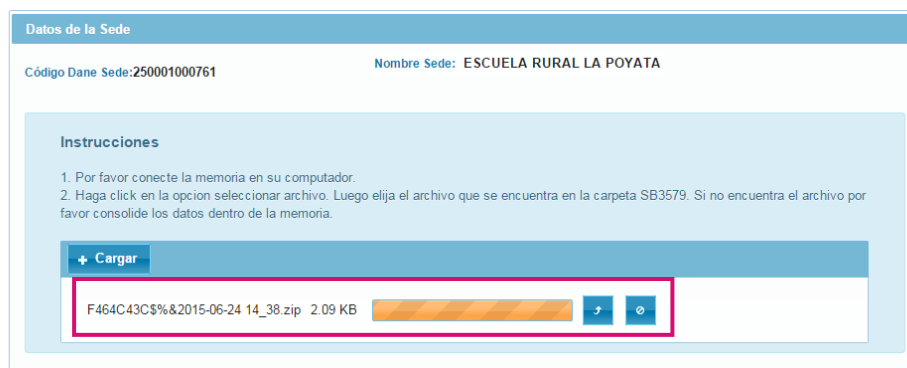 Datos de la Sede
Código Dane Sede:250001000761
Nombre Sede: ESCUELA RURAL LA POYATA
Instrucciones
1. Por favor conecte la memoria en su computador.
2. Haga click en la opcion seleccionar archivo. Luego elija el archivo que se encuentra en la carpeta SB3579. Si no encuentra el archivo por
favor consolide los datos dentro de la memoria.
+ Cargar
F464C43C$%&2015-06-24 14_38.zip 2.09 KB